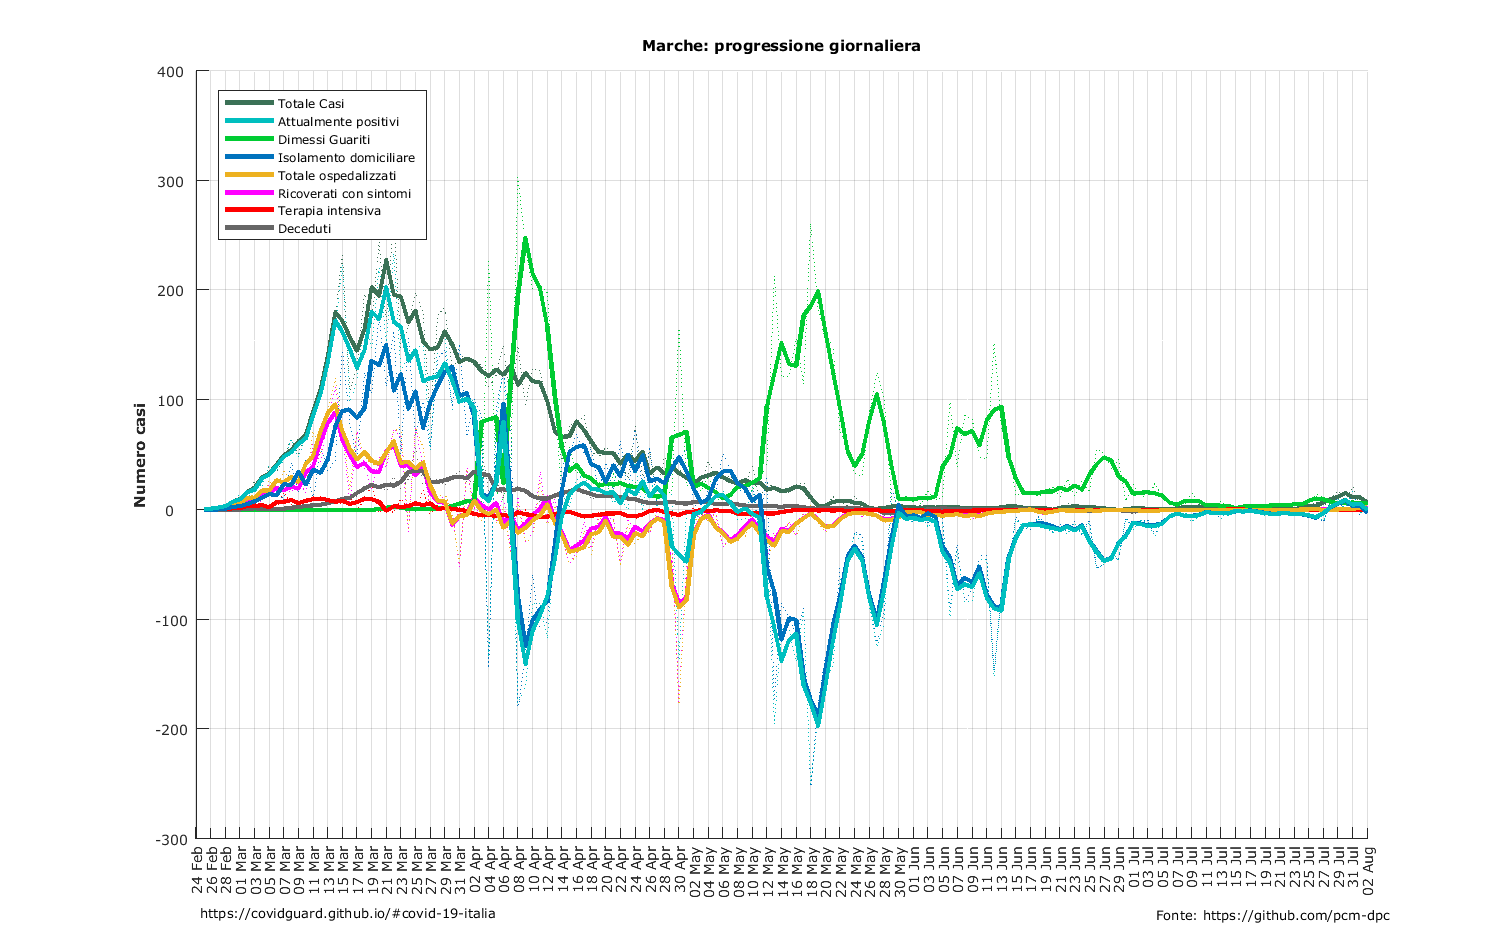 Marche: progressione giornaliera
400
300
200
100
0
-100
-200
-300
Numero casi
Totale Casi
Attualmente positivi
Dimessi Guariti
Isolamento domiciliare
Totale ospedalizzati
Ricoverati con sintomi
Terapia intensiva
Deceduti
24 Feb
26 Feb
28 Feb
01 Mar
03 Mar
05 Mar
07 Mar
09 Mar
11 Mar
13 Mar
15 Mar
17 Mar
19 Mar
21 Mar
23 Mar
25 Mar
27 Mar
29 Mar
31 Mar
02 Apr
04 Apr
06 Apr
08 Apr
10 Apr
12 Apr
14 Apr
16 Apr
18 Apr
20 Apr
22 Apr
24 Apr
26 Apr
28 Apr
30 Apr
02 May
04 May
06 May
08 May
10 May
12 May
14 May
16 May
18 May
20 May
22 May
24 May
26 May
28 May
30 May
01 Jun
03 Jun
05 Jun
07 Jun
09 Jun
11 Jun
13 Jun
15 Jun
17 Jun
19 Jun
21 Jun
23 Jun
25 Jun
27 Jun
29 Jun
01 Jul
03 Jul
05 Jul
07 Jul
09 Jul
11 Jul
13 Jul
15 Jul
17 Jul
19 Jul
21 Jul
23 Jul
25 Jul
27 Jul
29 Jul
31 Jul
02 Aug
https://covidguard.github.io/#covid-19-italia
Fonte: https://github.com/pcm-dpc